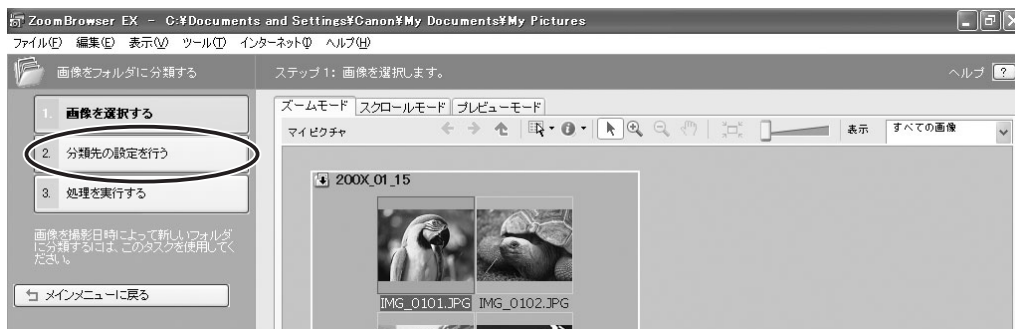 ZoomBrowser EX - C:¥Documents and Settings¥Canon¥My Documents¥My Pictures
ファイル(F) 編集(E) 表示(V) ツール(T) インターネット(I) ヘルプ(H)
画像をフォルダに分類する
ステップ1: 画像を選択します。
ヘルプ ?
1. 画像を選択する
2. 分類先の設定を行う
3. 処理を実行する
画像を撮影日時によって新しいフォルダ
に分類するには、このタスクを使用してく
ださい。
メインメニューに戻る
ズームモード スクロールモード プレビューモード
マイ ピクチャ
表示 すべての画像
200X_01_15
IMG_0101.JPG IMG_0102.JPG